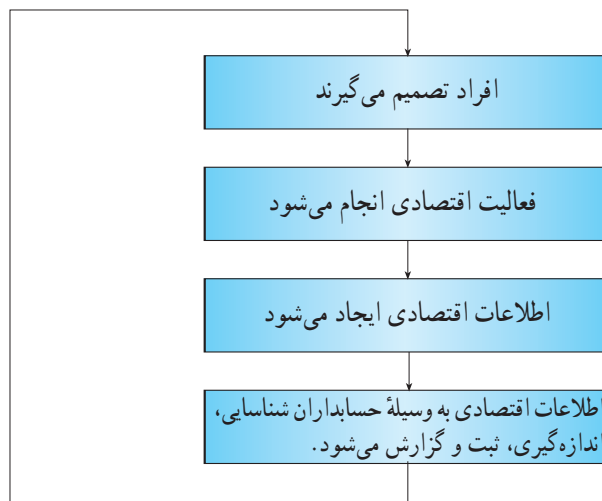 افراد تصمیم می‌گیرند
فعالیت اقتصادی انجام می‌شود
اطلاعات اقتصادی ایجاد می‌شود
اطلاعات اقتصادی به وسیلهٔ حسابداران شناسایی،
اندازه‌گیری، ثبت و گزارش می‌شود.